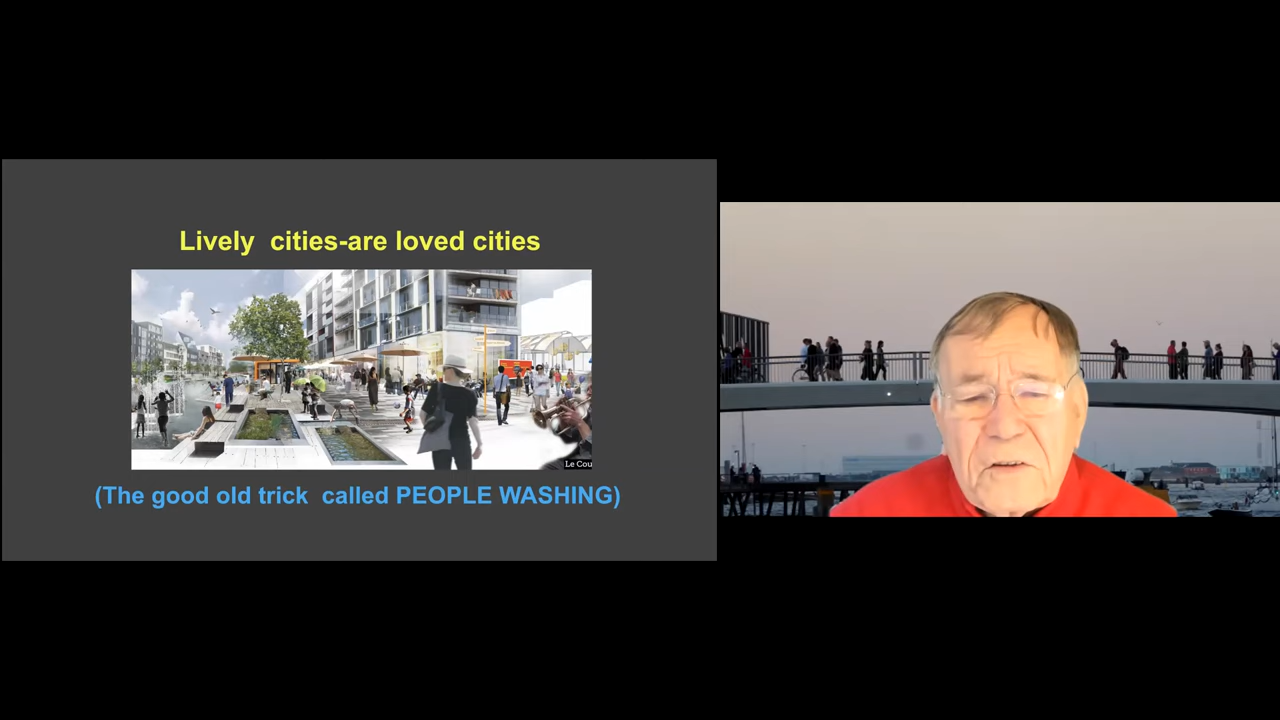 Lively  cities-are loved cities
Le Cou
(The good old trick  called PEOPLE WASHING)